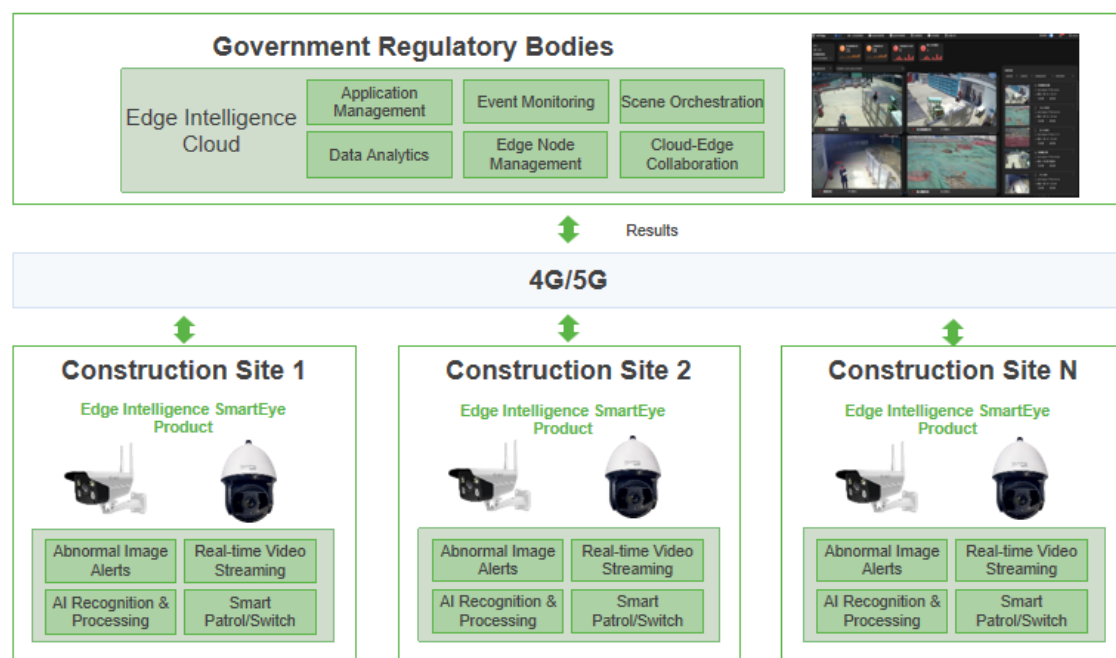 Government Regulatory Bodies
Edge Intelligence
Cloud
Application
Management
Event Monitoring
Scene Orchestration
Data Analytics
Edge Node
Management
Cloud-Edge
Collaboration
Results
4G/5G
Construction Site 1
Edge Intelligence SmartEye
Product
Abnormal Image
Alerts
Real-time Video
Streaming
AI Recognition &
Processing
Smart
Patrol/Switch
Construction Site 2
Edge Intelligence SmartEye
Product
Abnormal Image
Alerts
Real-time Video
Streaming
AI Recognition &
Processing
Smart
Patrol/Switch
Construction Site N
Edge Intelligence SmartEye
Product
Abnormal Image
Alerts
Real-time Video
Streaming
AI Recognition &
Processing
Smart
Patrol/Switch